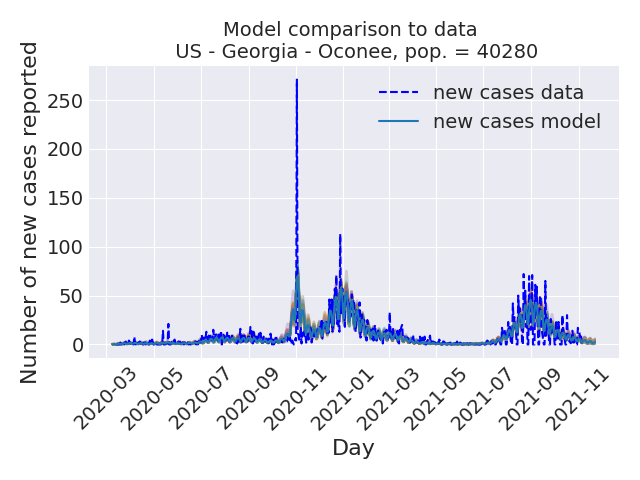 Model comparison to data
US - Georgia - Oconee, pop. = 40280
Number of new cases reported
250
200
150
100
50
0
new cases data
new cases model
2020-03
2020-05
2020-07
2020-09
2020-11
2021-01
2021-03
2021-05
2021-07
2021-09
2021-11
Day